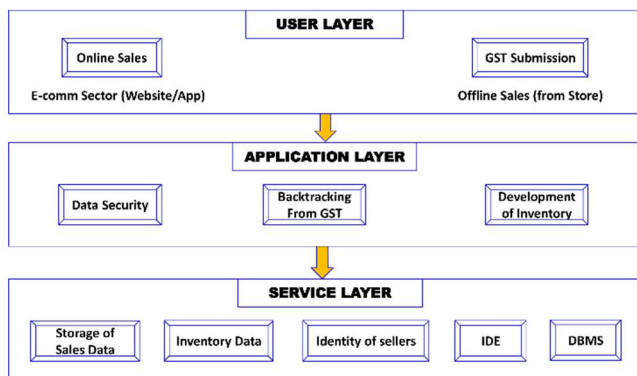 USER LAYER
Online Sales
GST Submission
E-comm Sector (Website/App)
Offline Sales (from Store)
APPLICATION LAYER
Data Security
Backtracking
From GST
Development
of Inventory
SERVICE LAYER
Storage of
Sales Data
Inventory Data
Identity of sellers
IDE
DBMS